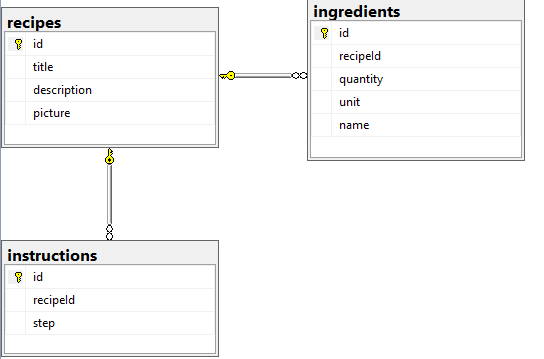 recipes
id
title
description
picture
ingredients
id
recipeId
quantity
unit
name
instructions
id
recipeId
step